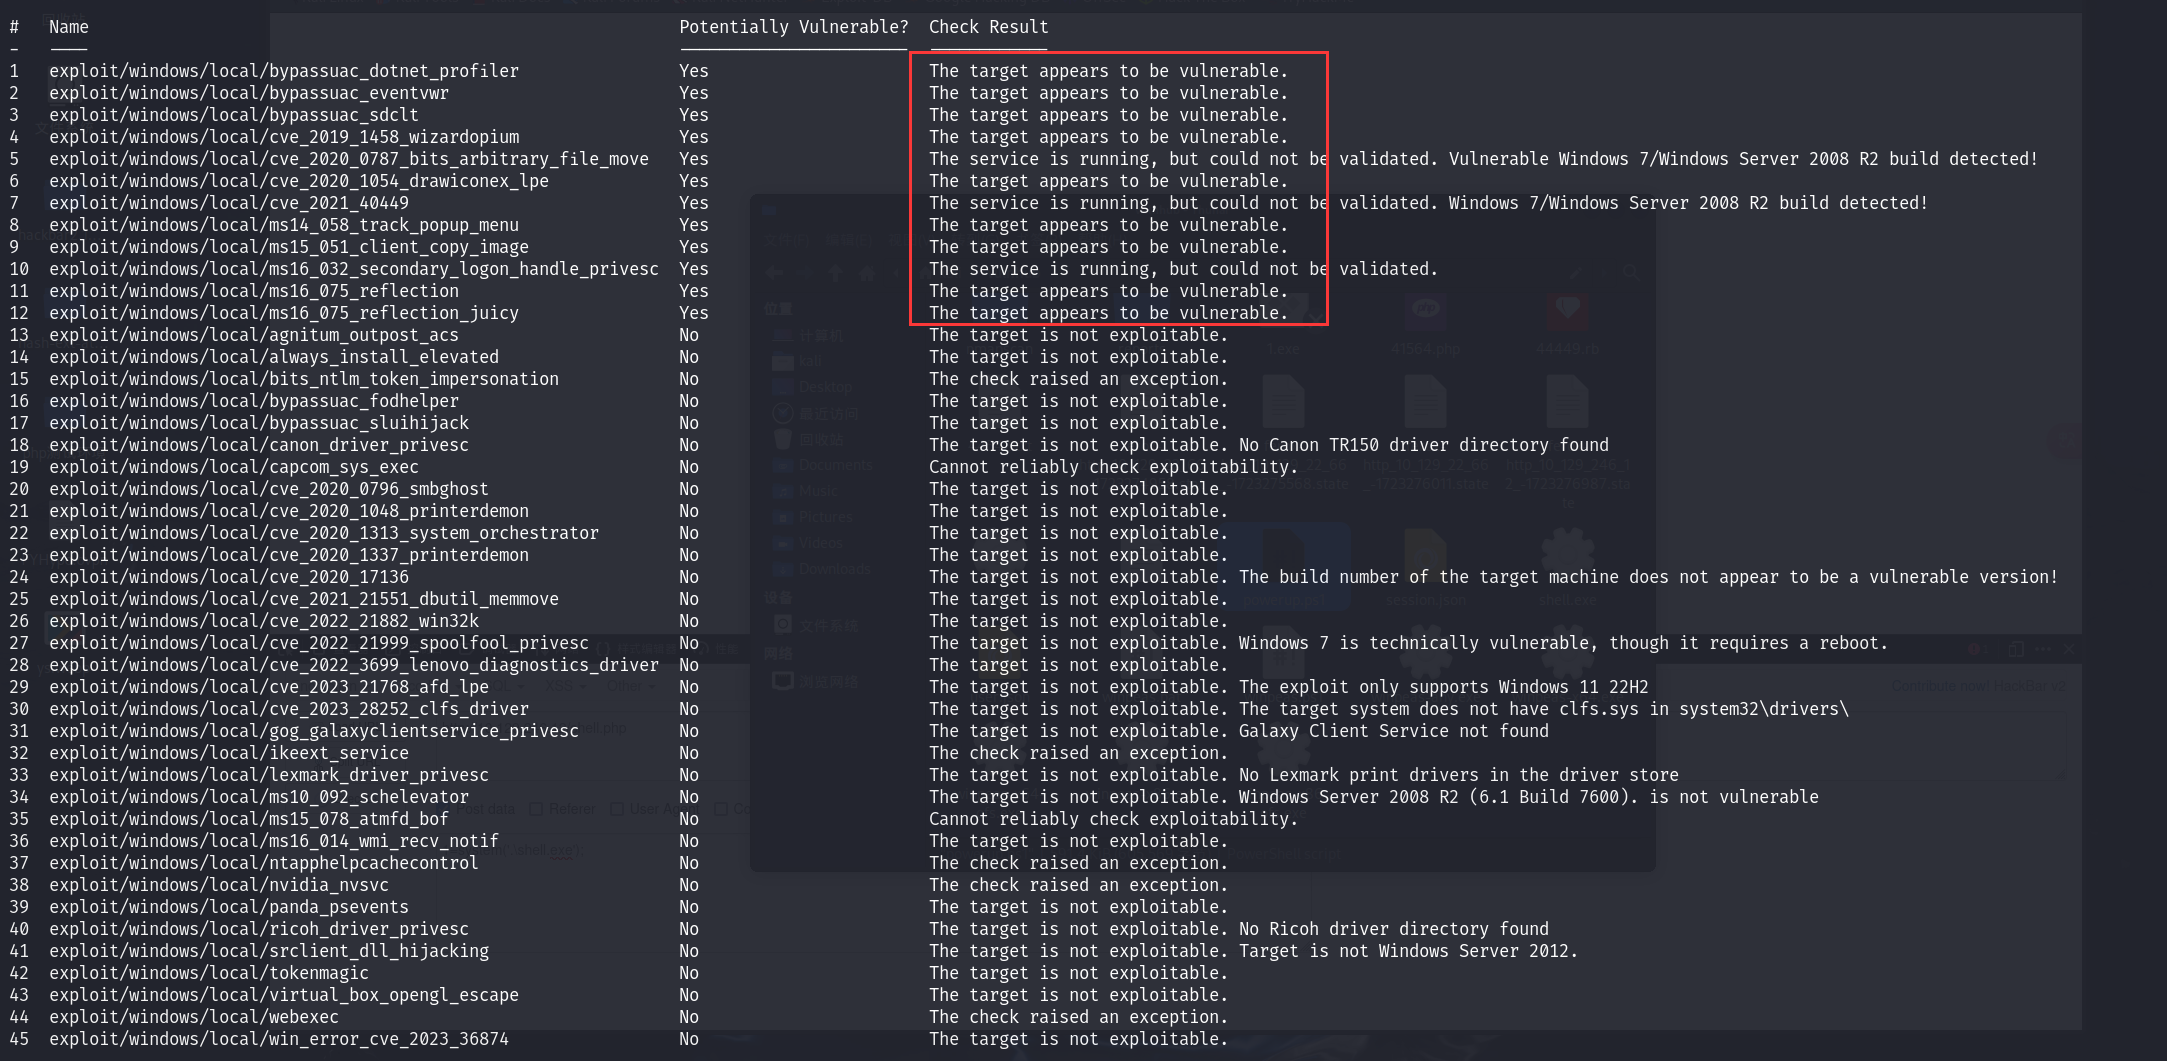 #   Name   Potentially Vulnerable?   Check Result
-   ----   -----------------------   ------------
1   exploit/windows/local/bypassuac_dotnet_profiler   Yes   The target appears to be vulnerable.
2   exploit/windows/local/bypassuac_eventvwr   Yes   The target appears to be vulnerable.
3   exploit/windows/local/bypassuac_sdclt   Yes   The target appears to be vulnerable.
4   exploit/windows/local/cve_2019_1458_wizardopium   Yes   The target appears to be vulnerable.
5   exploit/windows/local/cve_2020_0787_bits_arbitrary_file_move   Yes   The service is running, but could not be validated. Vulnerable Windows 7/Windows Server 2008 R2 build detected!
6   exploit/windows/local/cve_2020_1054_drawiconex_lpe   Yes   The target appears to be vulnerable.
7   exploit/windows/local/cve_2021_40449   Yes   The service is running, but could not be validated. Windows 7/Windows Server 2008 R2 build detected!
8   exploit/windows/local/ms14_058_track_popup_menu   Yes   The target appears to be vulnerable.
9   exploit/windows/local/ms15_051_client_copy_image   Yes   The target appears to be vulnerable.
10   exploit/windows/local/ms16_032_secondary_logon_handle_privesc   Yes   The service is running, but could not be validated.
11   exploit/windows/local/ms16_075_reflection   Yes   The target appears to be vulnerable.
12   exploit/windows/local/ms16_075_reflection_juicy   Yes   The target appears to be vulnerable.
13   exploit/windows/local/agnitum_outpost_acs   No   The target is not exploitable.
14   exploit/windows/local/always_install_elevated   No   The target is not exploitable.
15   exploit/windows/local/bits_ntlm_token_impersonation   No   The check raised an exception.
16   exploit/windows/local/bypassuac_fodhelper   No   The target is not exploitable.
17   exploit/windows/local/bypassuac_sluihijack   No   The target is not exploitable.
18   exploit/windows/local/canon_driver_privesc   No   The target is not exploitable. No Canon TR150 driver directory found
19   exploit/windows/local/capcom_sys_exec   No   Cannot reliably check exploitability.
20   exploit/windows/local/cve_2020_0796_smbghost   No   The target is not exploitable.
21   exploit/windows/local/cve_2020_1048_printerdemon   No   The target is not exploitable.
22   exploit/windows/local/cve_2020_1313_system_orchestrator   No   The target is not exploitable.
23   exploit/windows/local/cve_2020_1337_printerdemon   No   The target is not exploitable.
24   exploit/windows/local/cve_2020_17136   No   The target is not exploitable. The build number of the target machine does not appear to be a vulnerable version!
25   exploit/windows/local/cve_2021_21551_dbutil_memmove   No   The target is not exploitable.
26   exploit/windows/local/cve_2022_21882_win32k   No   The target is not exploitable.
27   exploit/windows/local/cve_2022_21999_spoolfool_privesc   No   The target is not exploitable. Windows 7 is technically vulnerable, though it requires a reboot.
28   exploit/windows/local/cve_2022_3699_lenovo_diagnostics_driver   No   The target is not exploitable.
29   exploit/windows/local/cve_2023_21768_afd_lpe   No   The target is not exploitable. The exploit only supports Windows 11 22H2
30   exploit/windows/local/cve_2023_28252_clfs_driver   No   The target is not exploitable. The target system does not have clfs.sys in system32\drivers\
31   exploit/windows/local/gog_galaxyclientservice_privesc   No   The target is not exploitable. Galaxy Client Service not found
32   exploit/windows/local/ikeext_service   No   The check raised an exception.
33   exploit/windows/local/lexmark_driver_privesc   No   The target is not exploitable. No Lexmark print drivers in the driver store
34   exploit/windows/local/ms10_092_schelevator   No   The target is not exploitable. Windows Server 2008 R2 (6.1 Build 7600). is not vulnerable
35   exploit/windows/local/ms15_078_atmfd_bof   No   Cannot reliably check exploitability.
36   exploit/windows/local/ms16_014_wmi_recv_notif   No   The target is not exploitable.
37   exploit/windows/local/ntapphelpcachecontrol   No   The check raised an exception.
38   exploit/windows/local/nvidia_nvsvc   No   The check raised an exception.
39   exploit/windows/local/panda_psevents   No   The target is not exploitable.
40   exploit/windows/local/ricoh_driver_privesc   No   The target is not exploitable. No Ricoh driver directory found
41   exploit/windows/local/srclient_dll_hijacking   No   The target is not exploitable. Target is not Windows Server 2012.
42   exploit/windows/local/tokenmagic   No   The target is not exploitable.
43   exploit/windows/local/virtual_box_opengl_escape   No   The target is not exploitable.
44   exploit/windows/local/webexec   No   The check raised an exception.
45   exploit/windows/local/win_error_cve_2023_36874   No   The target is not exploitable.